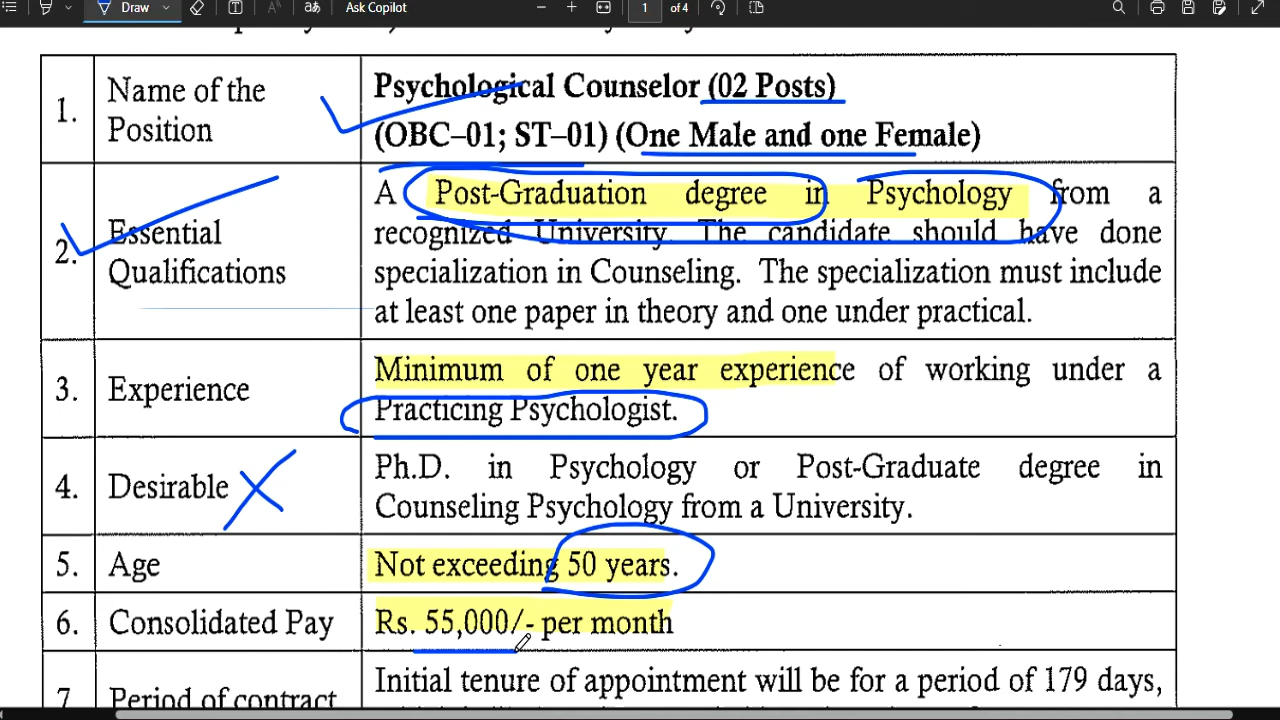 Draw
Ask Copilot
1 of 4
1. Name of the Position
Psychological Counselor (02 Posts)
(OBC–01; ST–01) (One Male and one Female)
2. Essential Qualifications
A Post-Graduation degree in Psychology from a
recognized University. The candidate should have done
specialization in Counseling. The specialization must include
at least one paper in theory and one under practical.
3. Experience
Minimum of one year experience of working under a
Practicing Psychologist.
4. Desirable
Ph.D. in Psychology or Post-Graduate degree in
Counseling Psychology from a University.
5. Age
Not exceeding 50 years.
6. Consolidated Pay
Rs. 55,000/- per month
7. Period of contract
Initial tenure of appointment will be for a period of 179 days,